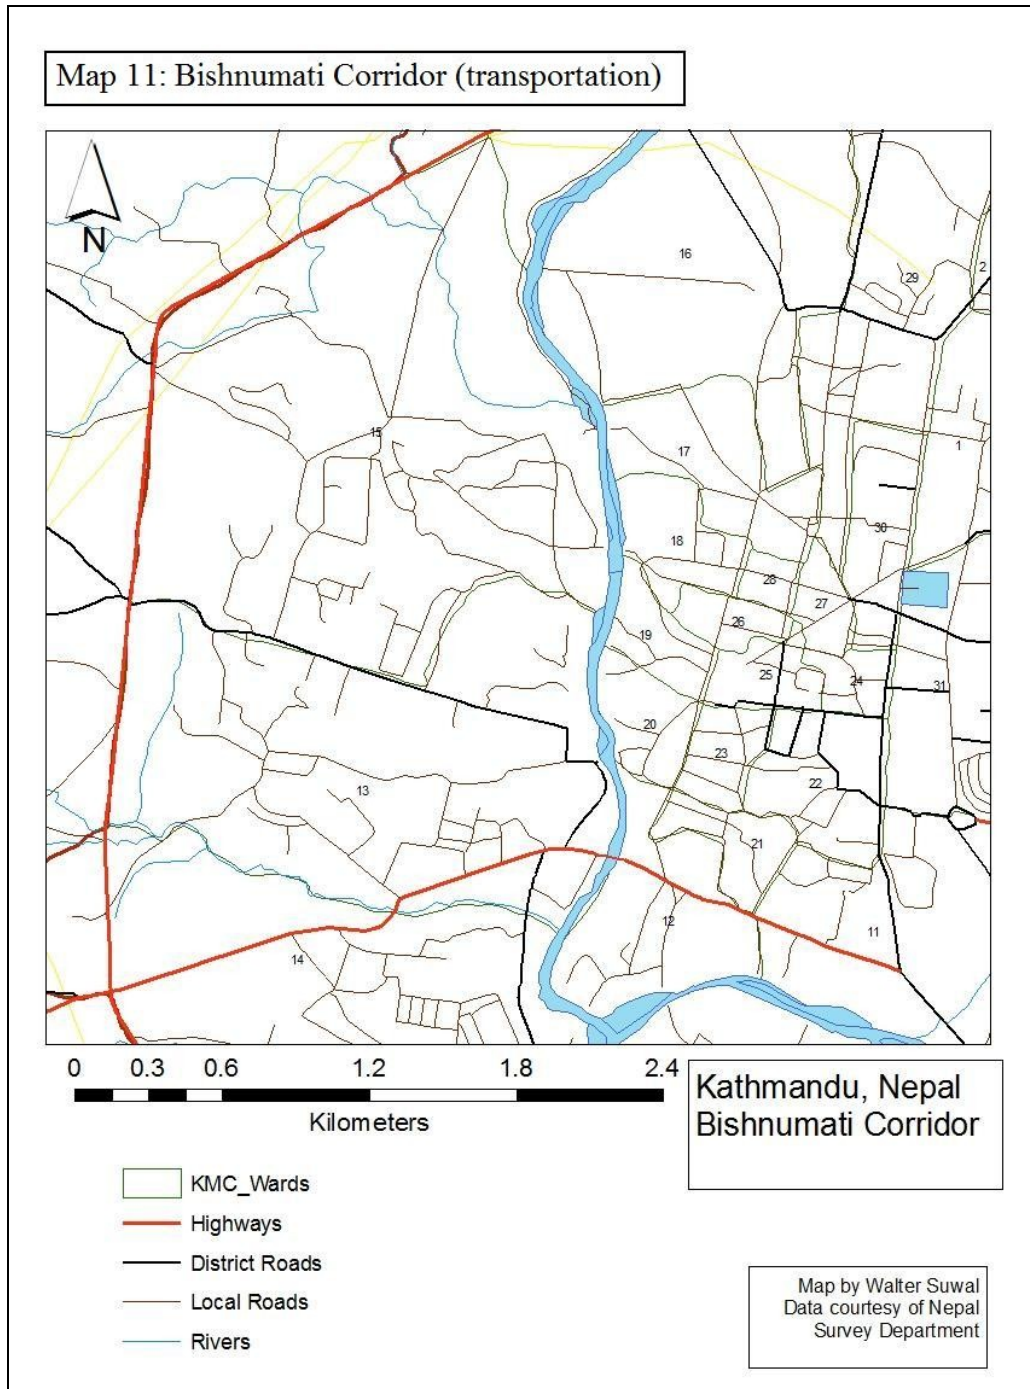 Map 11: Bishnumati Corridor (transportation)
N
16
29
2
15
17
1
18
30
28
27
26
19
25
24
31
20
23
13
22
21
12
11
14
0 0.3 0.6 1.2 1.8 2.4
Kilometers
Kathmandu, Nepal
Bishnumati Corridor
KMC_Wards
Highways
District Roads
Local Roads
Rivers
Map by Walter Suwal
Data courtesy of Nepal
Survey Department